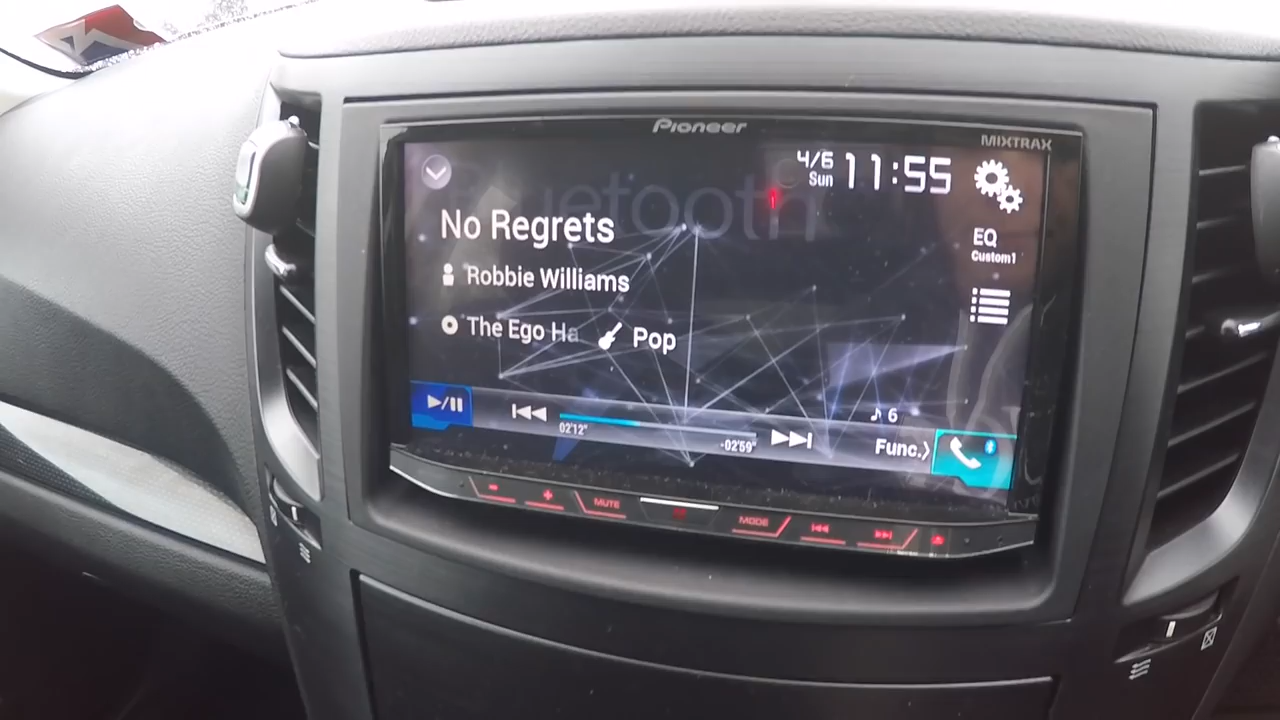 Pioneer
MIXTRAX
4/6
Sun
11:55
Bluetooth
No Regrets
EQ
Custom1
Robbie Williams
The Ego Ha
Pop
6
02'12"
-02'59"
Func.
- + MUTE MODE